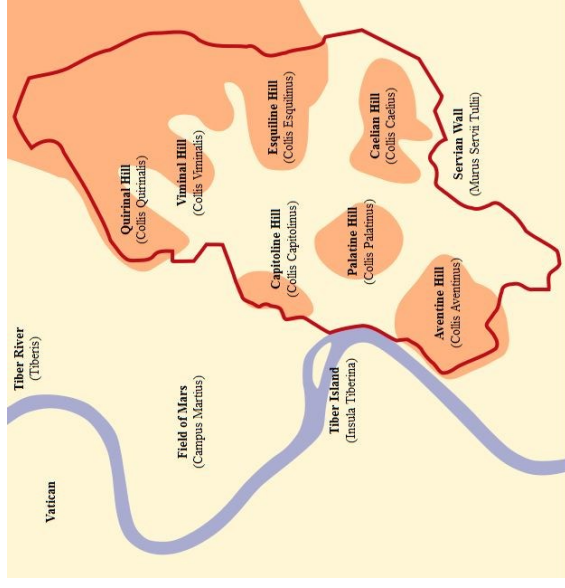 Tiber River
(Tiberis)
Vatican
Quirinal Hill
(Collis Quirinalis)
Field of Mars
(Campus Martius)
Viminal Hill
(Collis Viminalis)
Capitoline Hill
(Collis Capitolinus)
Esquiline Hill
(Collis Esquilinus)
Tiber Island
(Insula Tiberina)
Palatine Hill
(Collis Palatinus)
Caelian Hill
(Collis Caelius)
Aventine Hill
(Collis Aventinus)
Servian Wall
(Murus Servii Tullii)